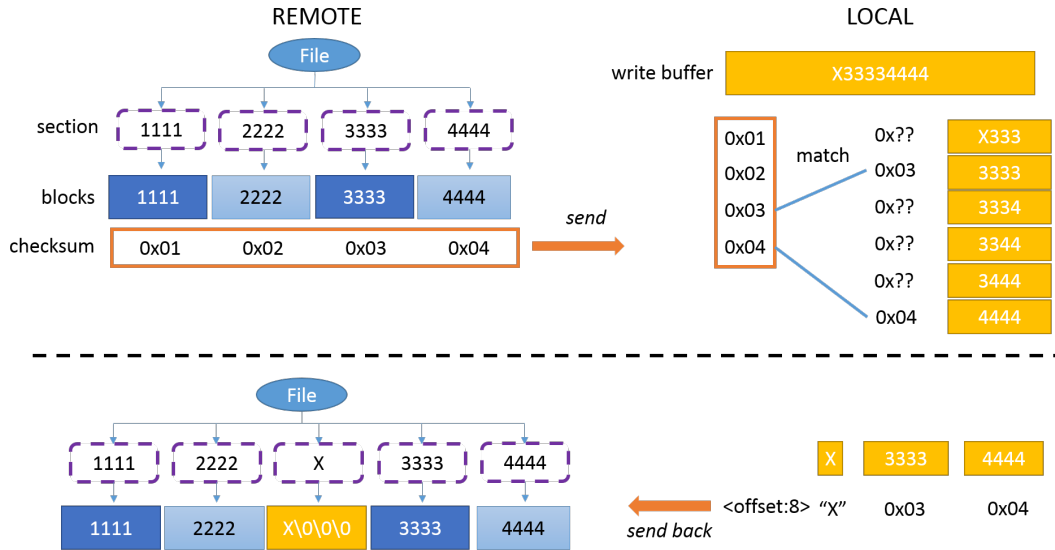 REMOTE
LOCAL
File
write buffer
X33334444
section
1111 2222 3333 4444
blocks
1111 2222 3333 4444
checksum
0x01 0x02 0x03 0x04
send
0x01
0x02
0x03
0x04
match
0x?? X333
0x03 3333
0x?? 3334
0x?? 3344
0x?? 3444
0x04 4444
File
1111 2222 X 3333 4444
1111 2222 X\0\0\0 3333 4444
send back
X 3333 4444
<offset:8> “X” 0x03 0x04